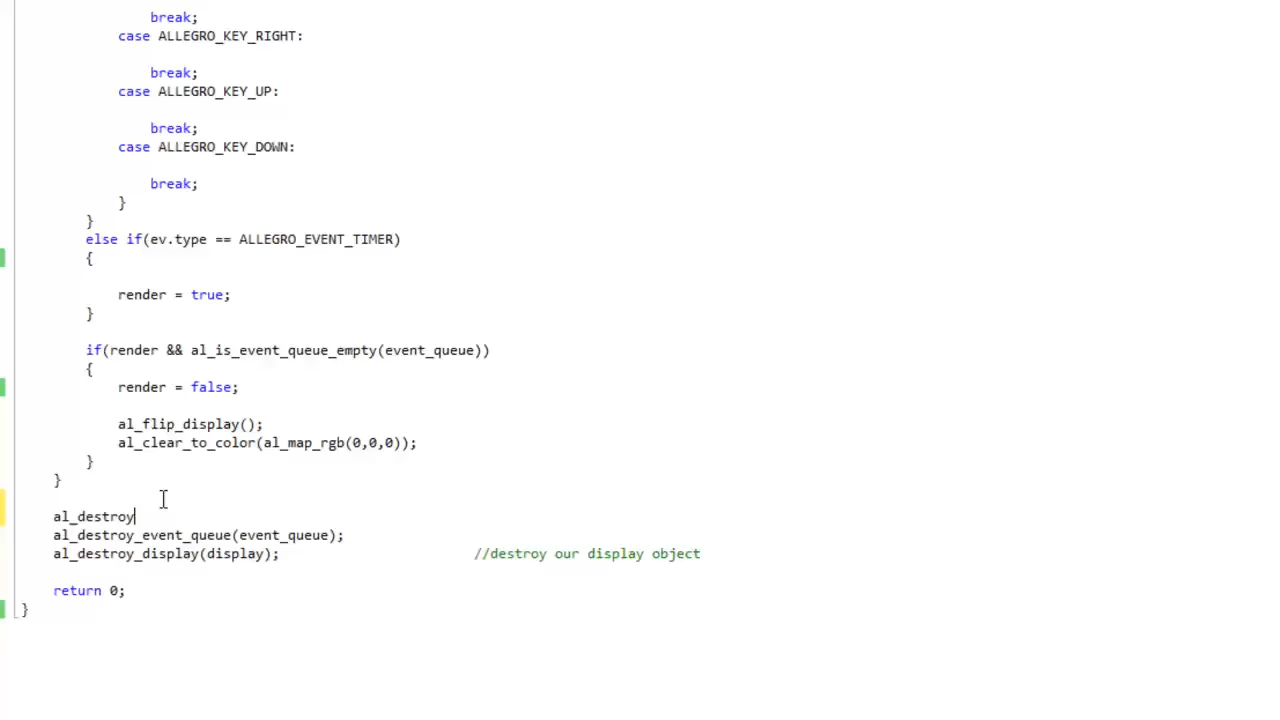 break;
case ALLEGRO_KEY_RIGHT:
break;
case ALLEGRO_KEY_UP:
break;
case ALLEGRO_KEY_DOWN:
break;
}
}
else if(ev.type == ALLEGRO_EVENT_TIMER)
{
render = true;
}
if(render && al_is_event_queue_empty(event_queue))
{
render = false;
al_flip_display();
al_clear_to_color(al_map_rgb(0,0,0));
}
}
al_destroy
al_destroy_event_queue(event_queue);
al_destroy_display(display); //destroy our display object
return 0;
}